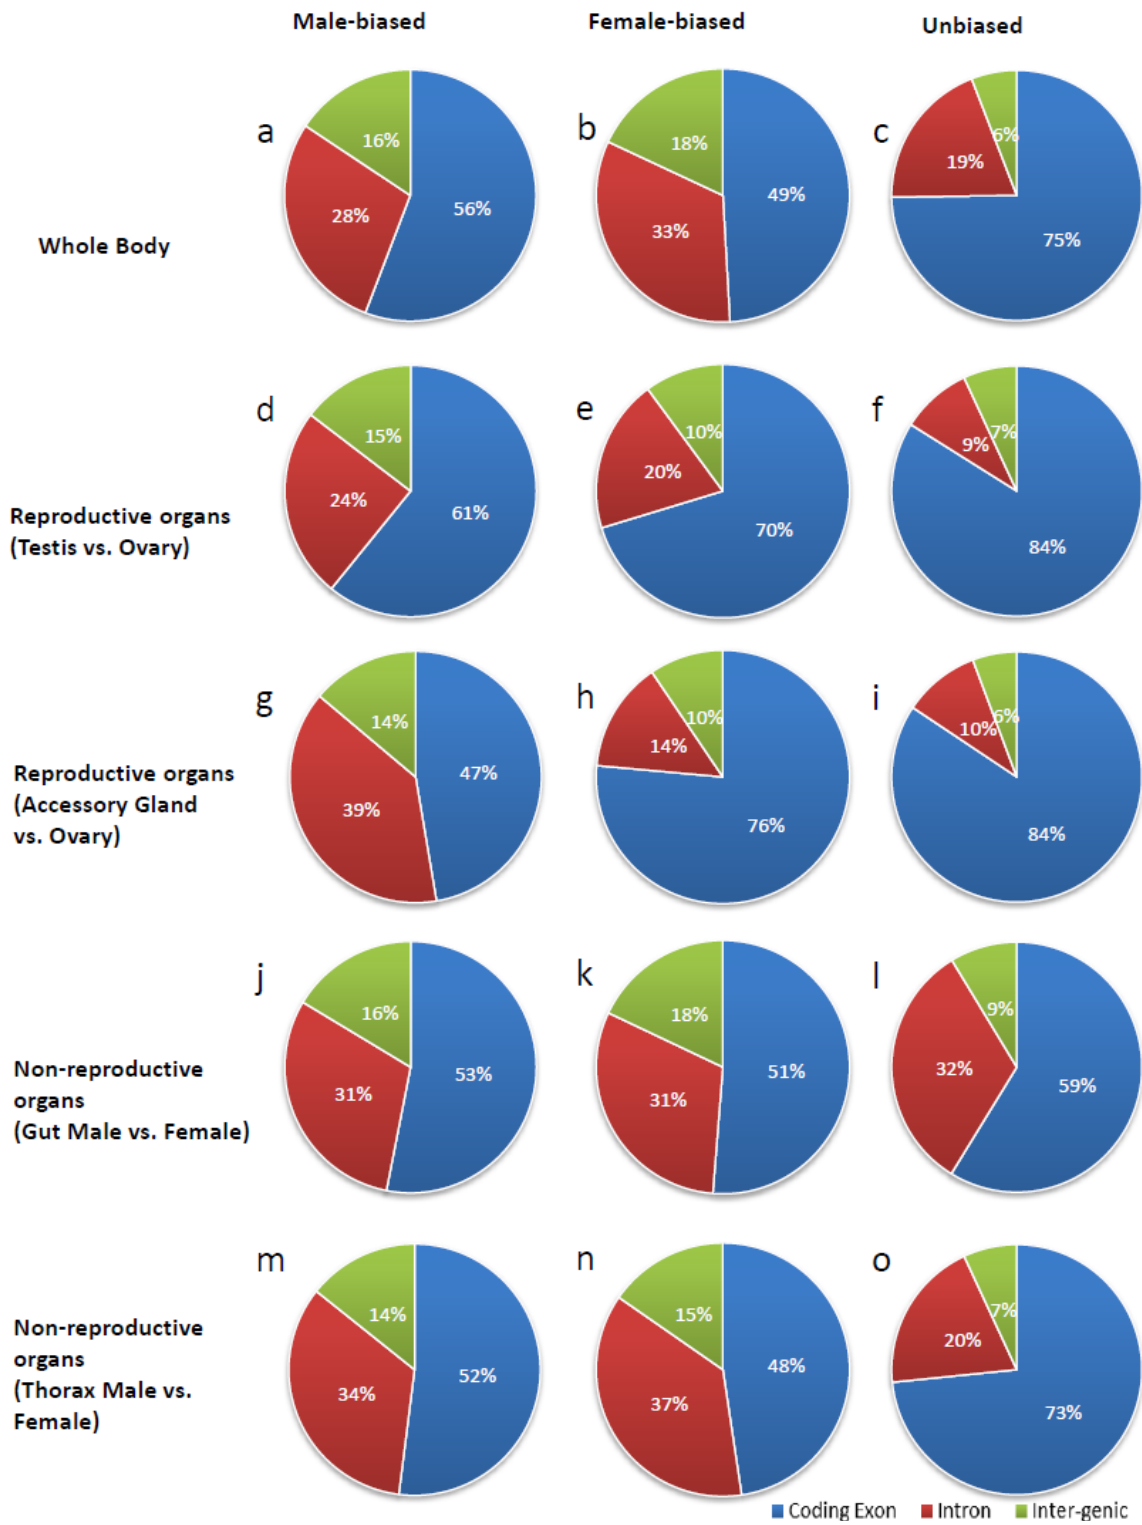 Male-biased
Female-biased
Unbiased
a
16%
28%
56%
b
18%
49%
33%
c
6%
19%
75%
Whole Body
d
15%
24%
61%
e
10%
20%
70%
f
7%
9%
84%
Reproductive organs
(Testis vs. Ovary)
g
14%
47%
39%
h
10%
14%
76%
i
6%
10%
84%
Reproductive organs
(Accessory Gland
vs. Ovary)
j
16%
53%
31%
k
18%
51%
31%
l
9%
32%
59%
Non-reproductive
organs
(Gut Male vs. Female)
m
14%
52%
34%
n
15%
48%
37%
o
7%
20%
73%
Non-reproductive
organs
(Thorax Male vs.
Female)
Coding Exon
Intron
Inter-genic